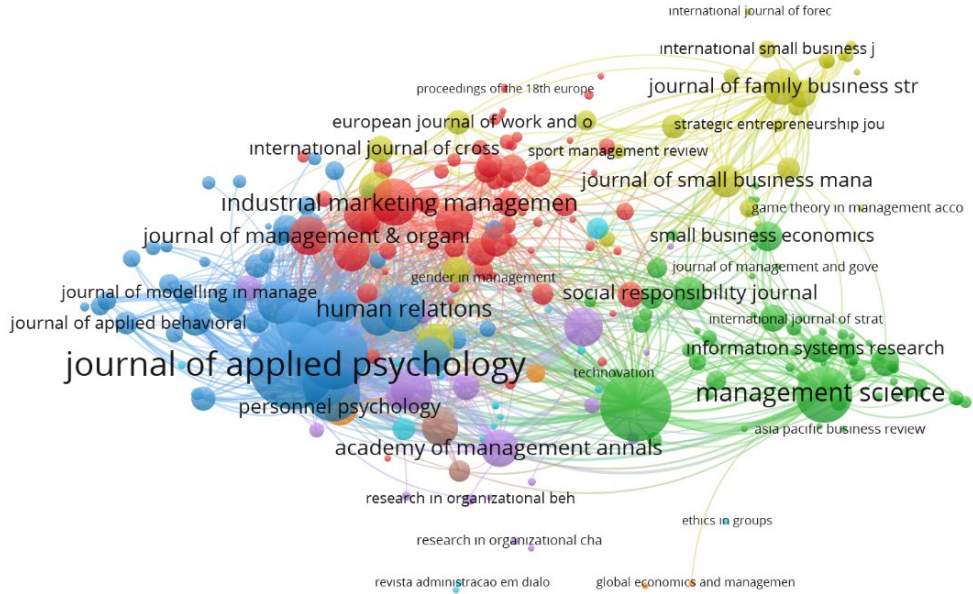 international journal of forec
international small business j
journal of family business str
proceedings of the 18th europe
european journal of work and o
strategic entrepreneurship jou
international journal of cross
sport management review
journal of small business mana
industrial marketing managemen
game theory in management acco
journal of management & organi
small business economics
journal of management and gove
gender in management
journal of modelling in manage
social responsibility journal
human relations
international journal of strat
journal of applied behavioral
information systems research
journal of applied psychology
technovation
management science
personnel psychology
asia pacific business review
academy of management annals
research in organizational beh
ethics in groups
research in organizational cha
revista administracao em dialo
global economics and managemen